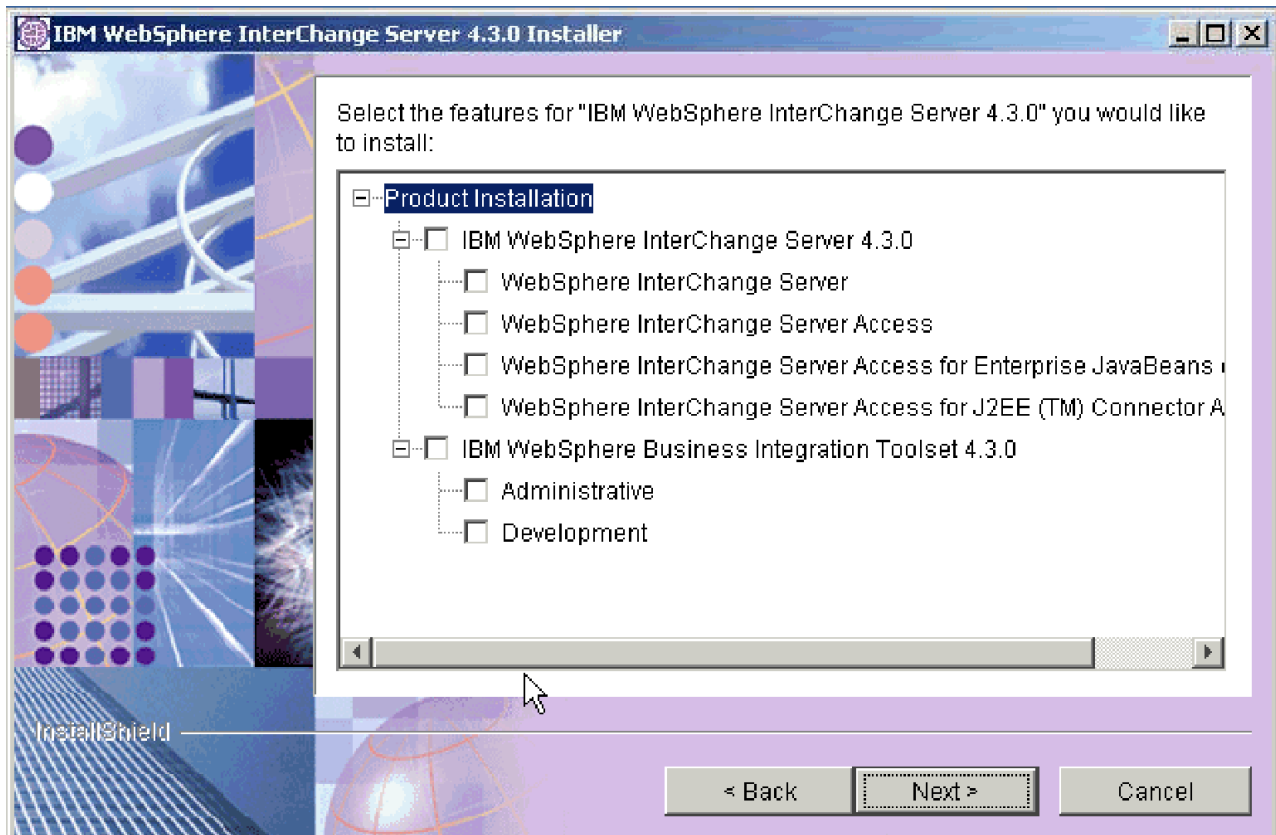 IBM WebSphere InterChange Server 4.3.0 Installer
Select the features for "IBM WebSphere InterChange Server 4.3.0" you would like
to install:
Product Installation
IBM WebSphere InterChange Server 4.3.0
WebSphere InterChange Server
WebSphere InterChange Server Access
WebSphere InterChange Server Access for Enterprise JavaBeans
WebSphere InterChange Server Access for J2EE (TM) Connector A
IBM WebSphere Business Integration Toolset 4.3.0
Administrative
Development
InstallShield
< Back
Next >
Cancel